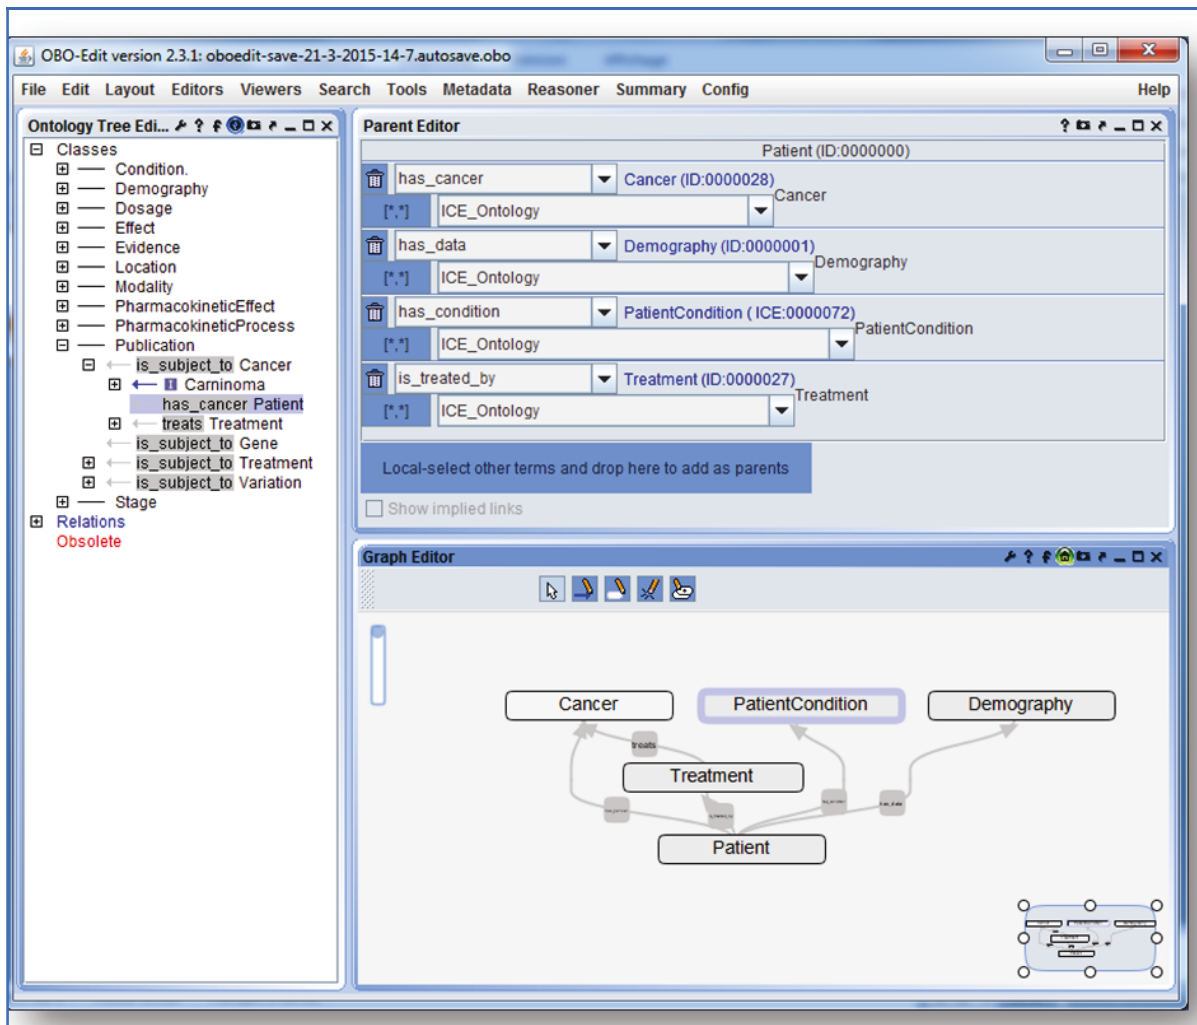 OBO-Edit version 2.3.1: oboedit-save-21-3-2015-14-7.autosave.obo
File Edit Layout Editors Viewers Search Tools Metadata Reasoner Summary Config Help
Ontology Tree Edi...
Classes
Condition.
Demography
Dosage
Effect
Evidence
Location
Modality
PharmacokineticEffect
PharmacokineticProcess
Publication
is_subject_to Cancer
I Carninoma
has_cancer Patient
treats Treatment
is_subject_to Gene
is_subject_to Treatment
is_subject_to Variation
Stage
Relations
Obsolete
Parent Editor
Patient (ID:0000000)
has_cancer Cancer (ID:0000028)
[*,*] ICE_Ontology Cancer
has_data Demography (ID:0000001)
[*,*] ICE_Ontology Demography
has_condition PatientCondition ( ICE:0000072)
[*,*] ICE_Ontology PatientCondition
is_treated_by Treatment (ID:0000027)
[*,*] ICE_Ontology Treatment
Local-select other terms and drop here to add as parents
Show implied links
Graph Editor
Cancer PatientCondition Demography
treats
Treatment
has_data
Patient